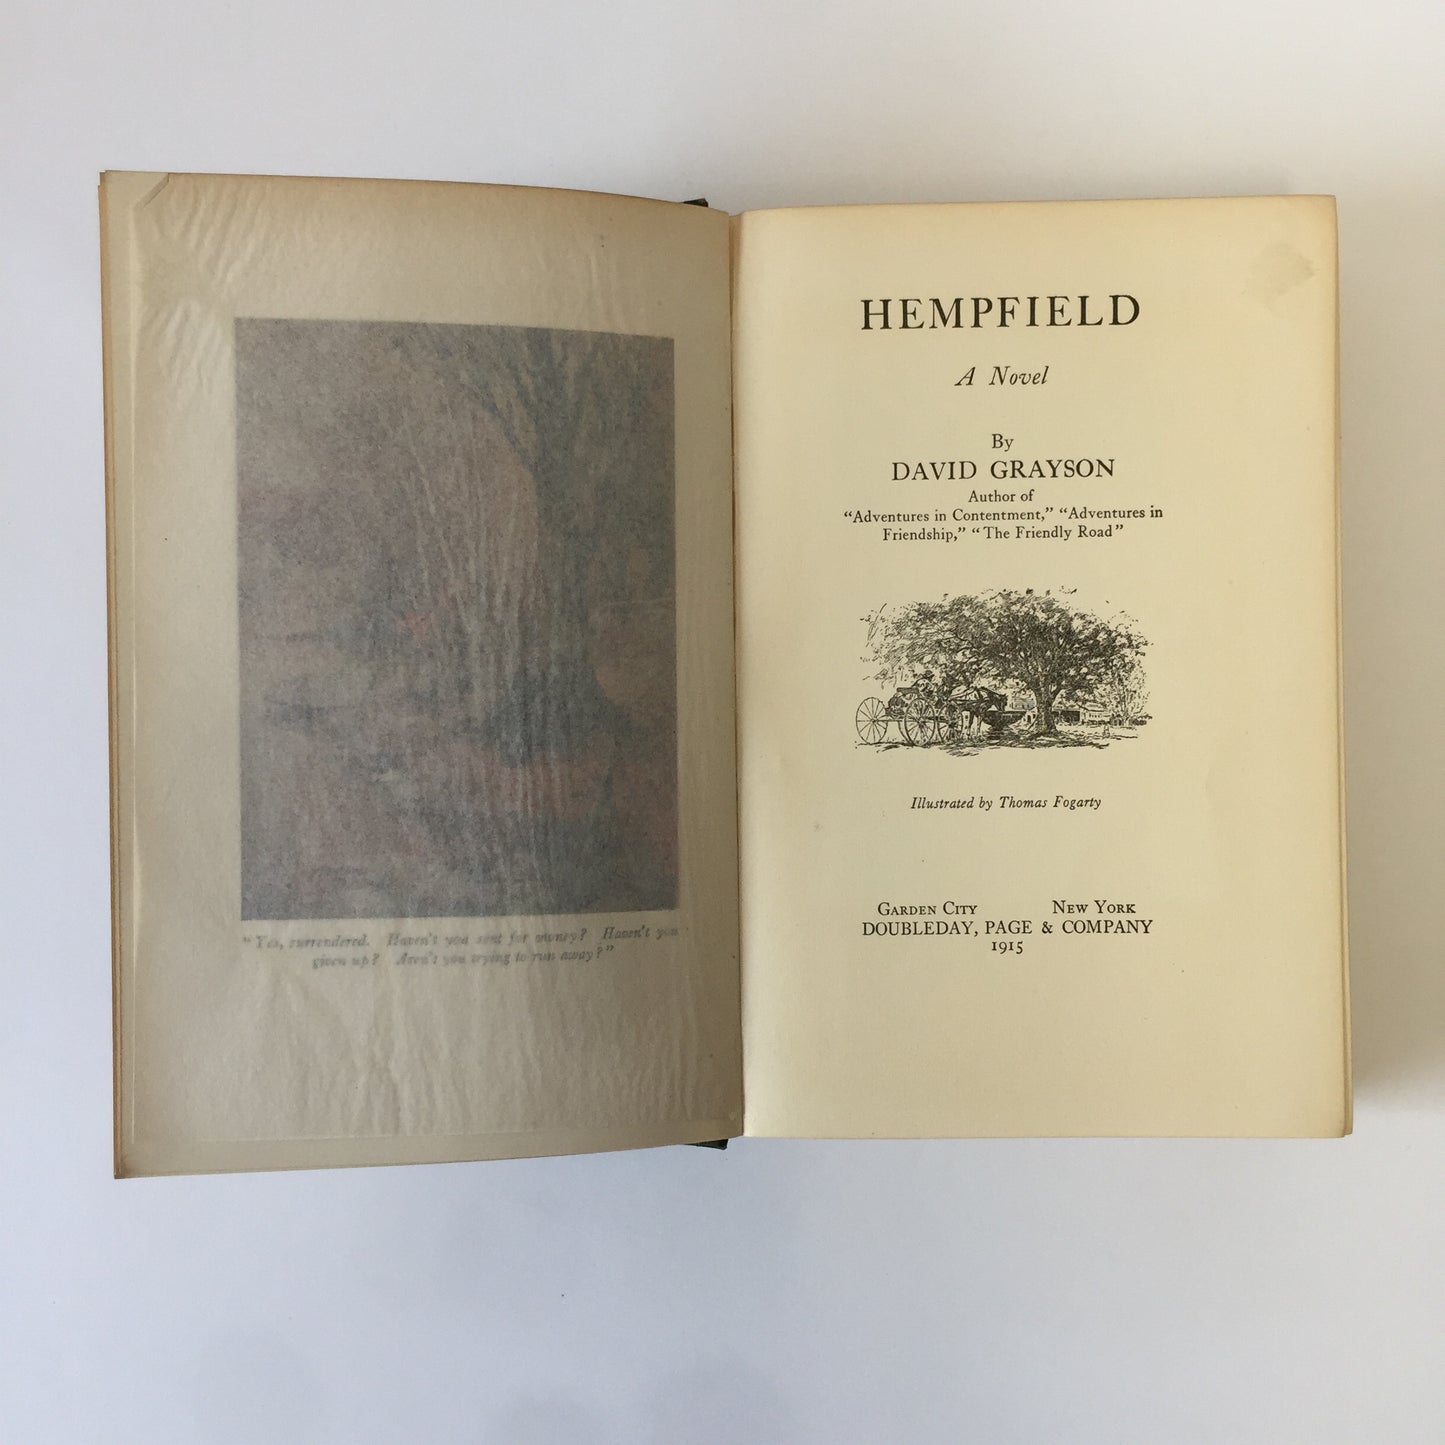 "Yes, surrendered. Haven't you sent for money? Haven't you
given up? Aren't you trying to run away?"
HEMPFIELD
A Novel
By
DAVID GRAYSON
Author of
"Adventures in Contentment," "Adventures in
Friendship," "The Friendly Road"
Illustrated by Thomas Fogarty
GARDEN CITY NEW YORK
DOUBLEDAY, PAGE & COMPANY
1915